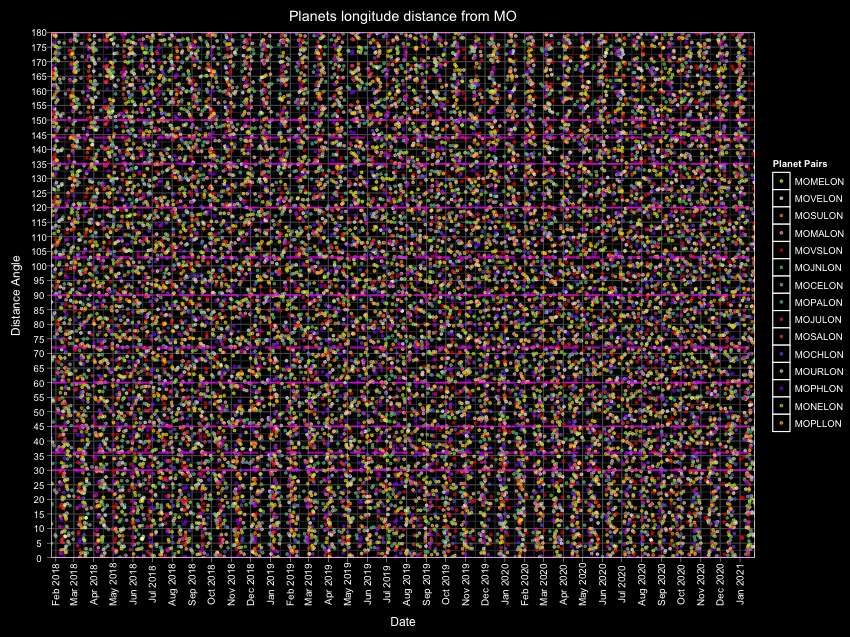 Planets longitude distance from MO
Distance Angle
180
175
170
165
160
155
150
145
140
135
130
125
120
115
110
105
100
95
90
85
80
75
70
65
60
55
50
45
40
35
30
25
20
15
10
5
0
Feb 2018
Mar 2018
Apr 2018
May 2018
Jun 2018
Jul 2018
Aug 2018
Sep 2018
Oct 2018
Nov 2018
Dec 2018
Jan 2019
Feb 2019
Mar 2019
Apr 2019
May 2019
Jun 2019
Jul 2019
Aug 2019
Sep 2019
Oct 2019
Nov 2019
Dec 2019
Jan 2020
Feb 2020
Mar 2020
Apr 2020
May 2020
Jun 2020
Jul 2020
Aug 2020
Sep 2020
Oct 2020
Nov 2020
Dec 2020
Jan 2021
Date
Planet Pairs
MOMELON
MOVELON
MOSULON
MOMALON
MOVSLON
MOJNLON
MOCELON
MOPALON
MOJULON
MOSALON
MOCHLON
MOURLON
MOPHLON
MONELON
MOPLLON